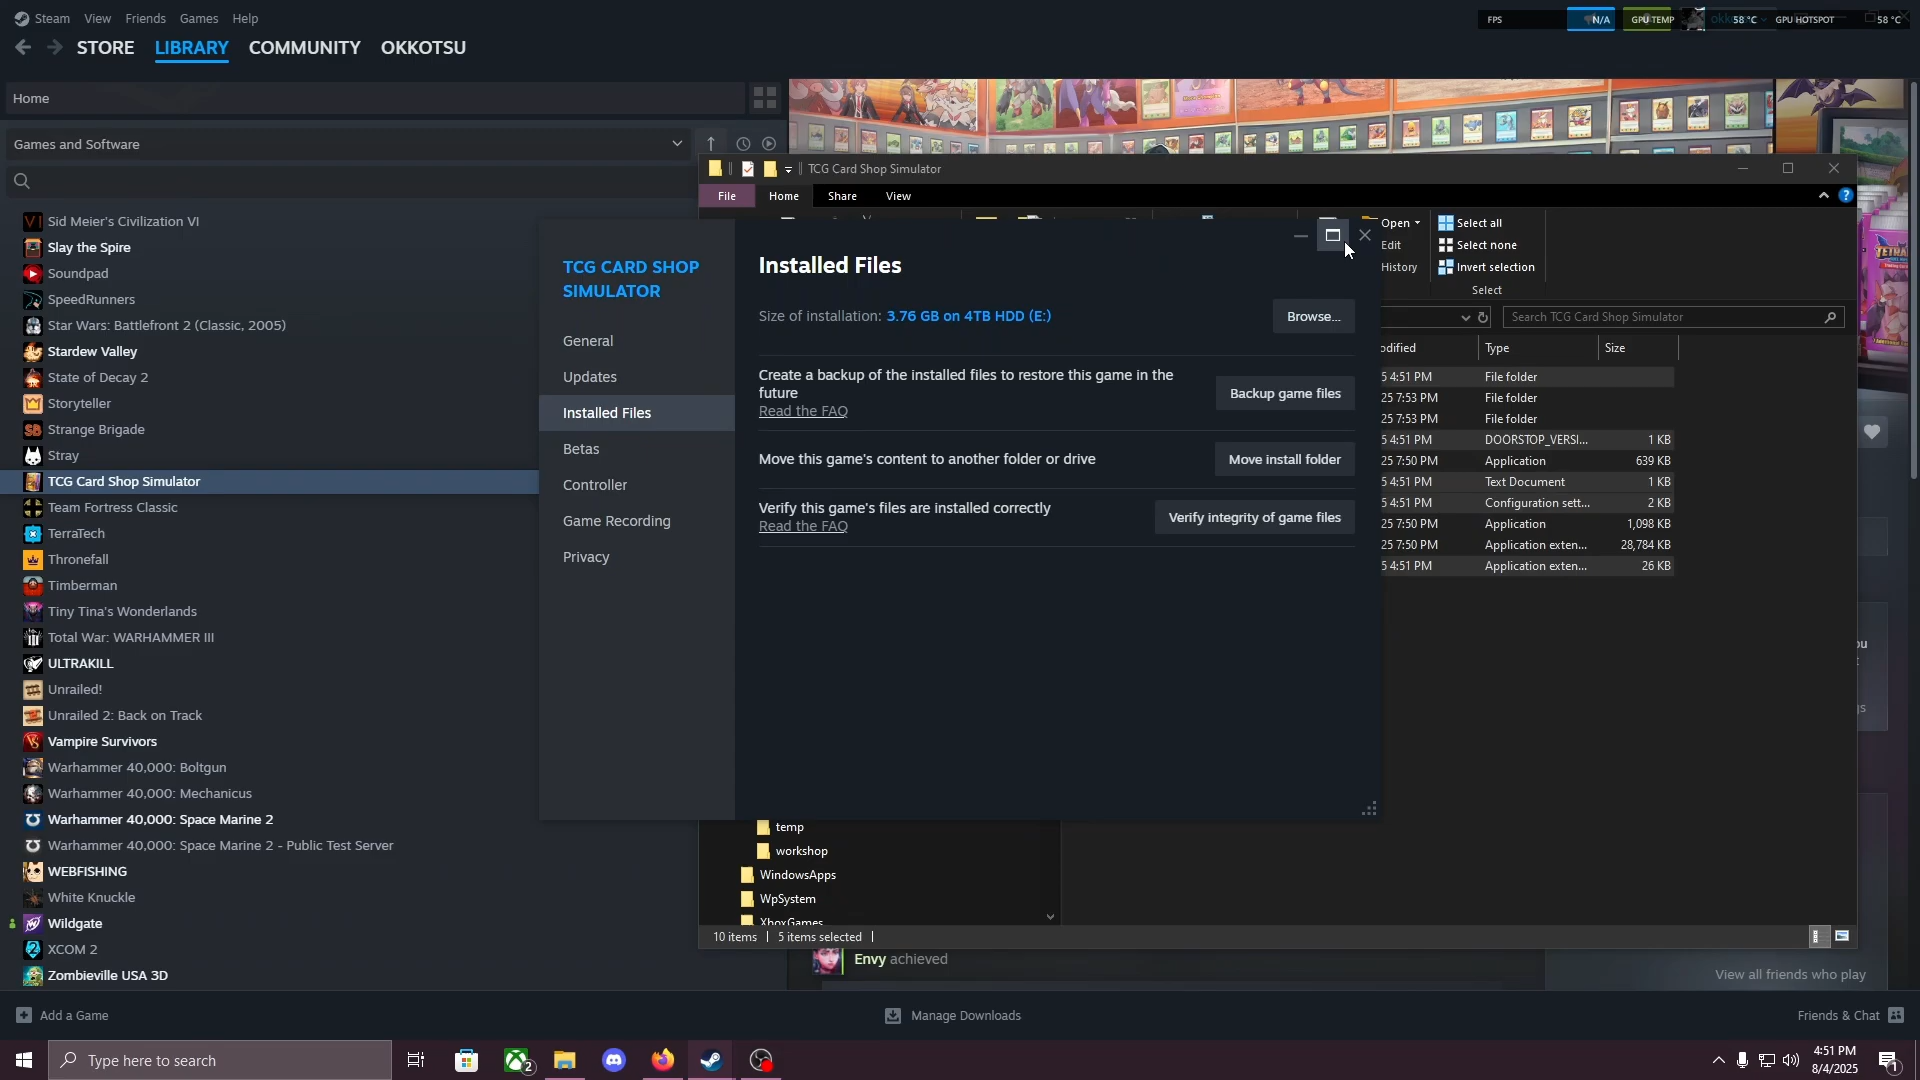 Steam View Friends Games Help
FPS N/A GPU TEMP 58 °C GPU HOTSPOT 58 °C
STORE LIBRARY COMMUNITY OKKOTSU
Home
Games and Software
TCG Card Shop Simulator
File Home Share View
Sid Meier's Civilization VI
Slay the Spire
Soundpad
SpeedRunners
Star Wars: Battlefront 2 (Classic, 2005)
Stardew Valley
State of Decay 2
Storyteller
Strange Brigade
Stray
TCG Card Shop Simulator
Team Fortress Classic
TerraTech
Thronefall
Timberman
Tiny Tina's Wonderlands
Total War: WARHAMMER III
ULTRAKILL
Unrailed!
Unrailed 2: Back on Track
Vampire Survivors
Warhammer 40,000: Boltgun
Warhammer 40,000: Mechanicus
Warhammer 40,000: Space Marine 2
Warhammer 40,000: Space Marine 2 - Public Test Server
WEBFISHING
White Knuckle
Wildgate
XCOM 2
Zombieville USA 3D
TCG CARD SHOP
SIMULATOR
General
Updates
Installed Files
Betas
Controller
Game Recording
Privacy
Installed Files
Size of installation: 3.76 GB on 4TB HDD (E:)
Browse...
Create a backup of the installed files to restore this game in the
future
Read the FAQ
Backup game files
Move this game's content to another folder or drive
Move install folder
Verify this game's files are installed correctly
Read the FAQ
Verify integrity of game files
Open Select all
Edit Select none
History Invert selection
Select
Search TCG Card Shop Simulator
odified Type Size
5 4:51 PM File folder
25 7:53 PM File folder
25 7:53 PM File folder
5 4:51 PM DOORSTOP_VERSI... 1 KB
25 7:50 PM Application 639 KB
5 4:51 PM Text Document 1 KB
5 4:51 PM Configuration sett... 2 KB
25 7:50 PM Application 1,098 KB
25 7:50 PM Application exten... 28,784 KB
5 4:51 PM Application exten... 26 KB
temp
workshop
WindowsApps
WpSystem
XboxGames
10 items 5 items selected
Envy achieved
View all friends who play
Add a Game
Manage Downloads
Friends & Chat
Type here to search
2
4:51 PM
8/4/2025
1